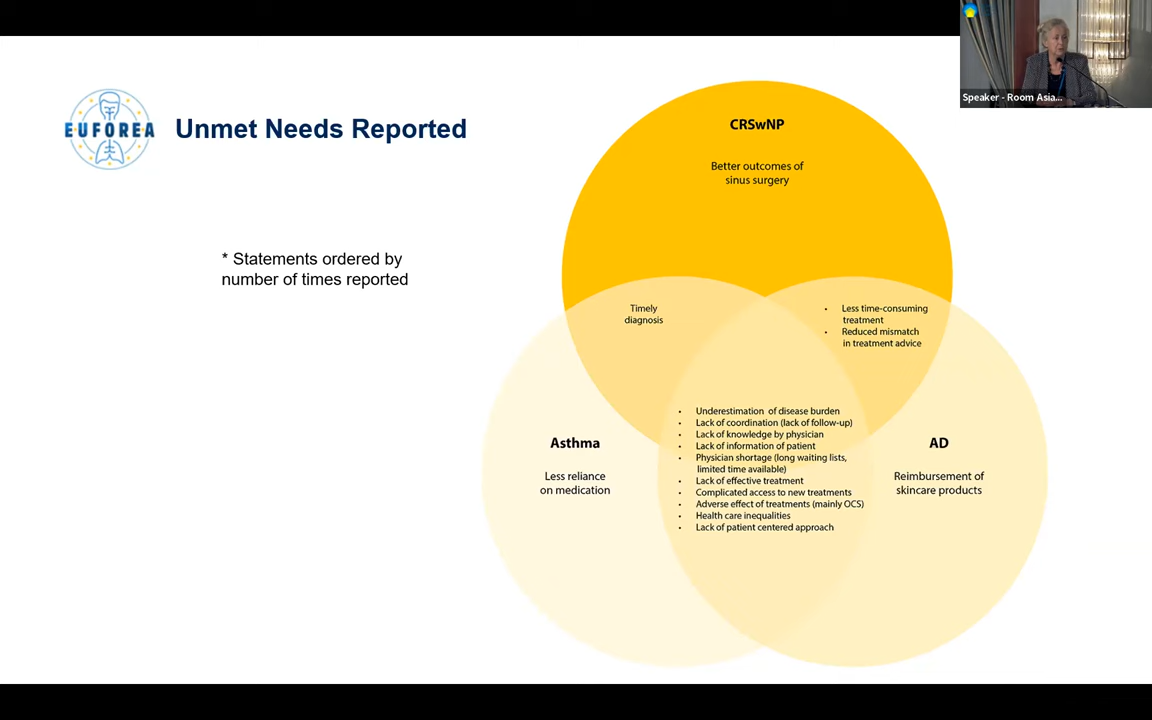 Speaker - Room Asia...
EUFOREA
Unmet Needs Reported
* Statements ordered by
number of times reported
CRSwNP
Better outcomes of
sinus surgery
Timely
diagnosis
• Less time-consuming
treatment
• Reduced mismatch
in treatment advice
Asthma
Less reliance
on medication
• Underestimation of disease burden
• Lack of coordination (lack of follow-up)
• Lack of knowledge by physician
• Lack of information of patient
• Physician shortage (long waiting lists,
limited time available)
• Lack of effective treatment
• Complicated access to new treatments
• Adverse effect of treatments (mainly OCS)
• Health care inequalities
• Lack of patient centered approach
AD
Reimbursement of
skincare products